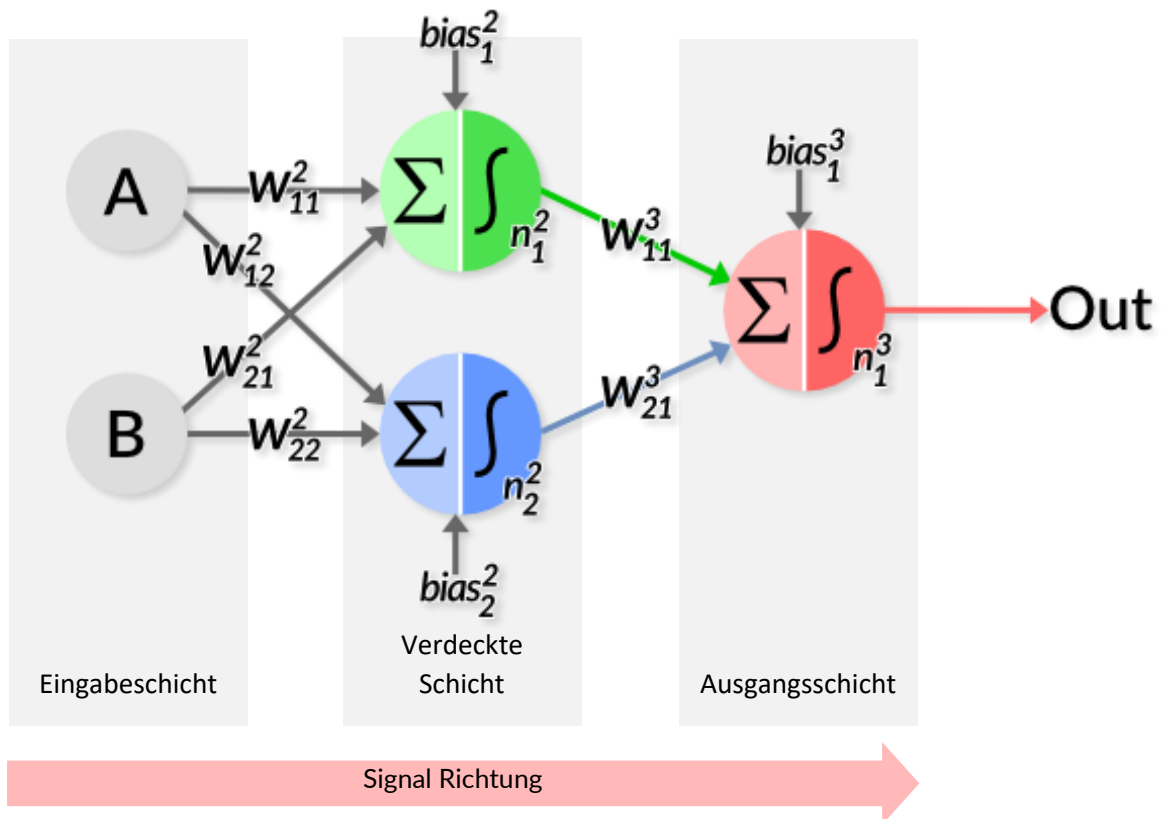 bias₁²
A
W₁₁²
Σ ∫
n₁²
W₁₂²
W₂₁²
B
W₂₂²
Σ ∫
n₂²
bias₂²
W₁₁³
W₂₁³
bias₁³
Σ ∫
n₁³
Out
Eingabeschicht
Verdeckte
Schicht
Ausgangsschicht
Signal Richtung